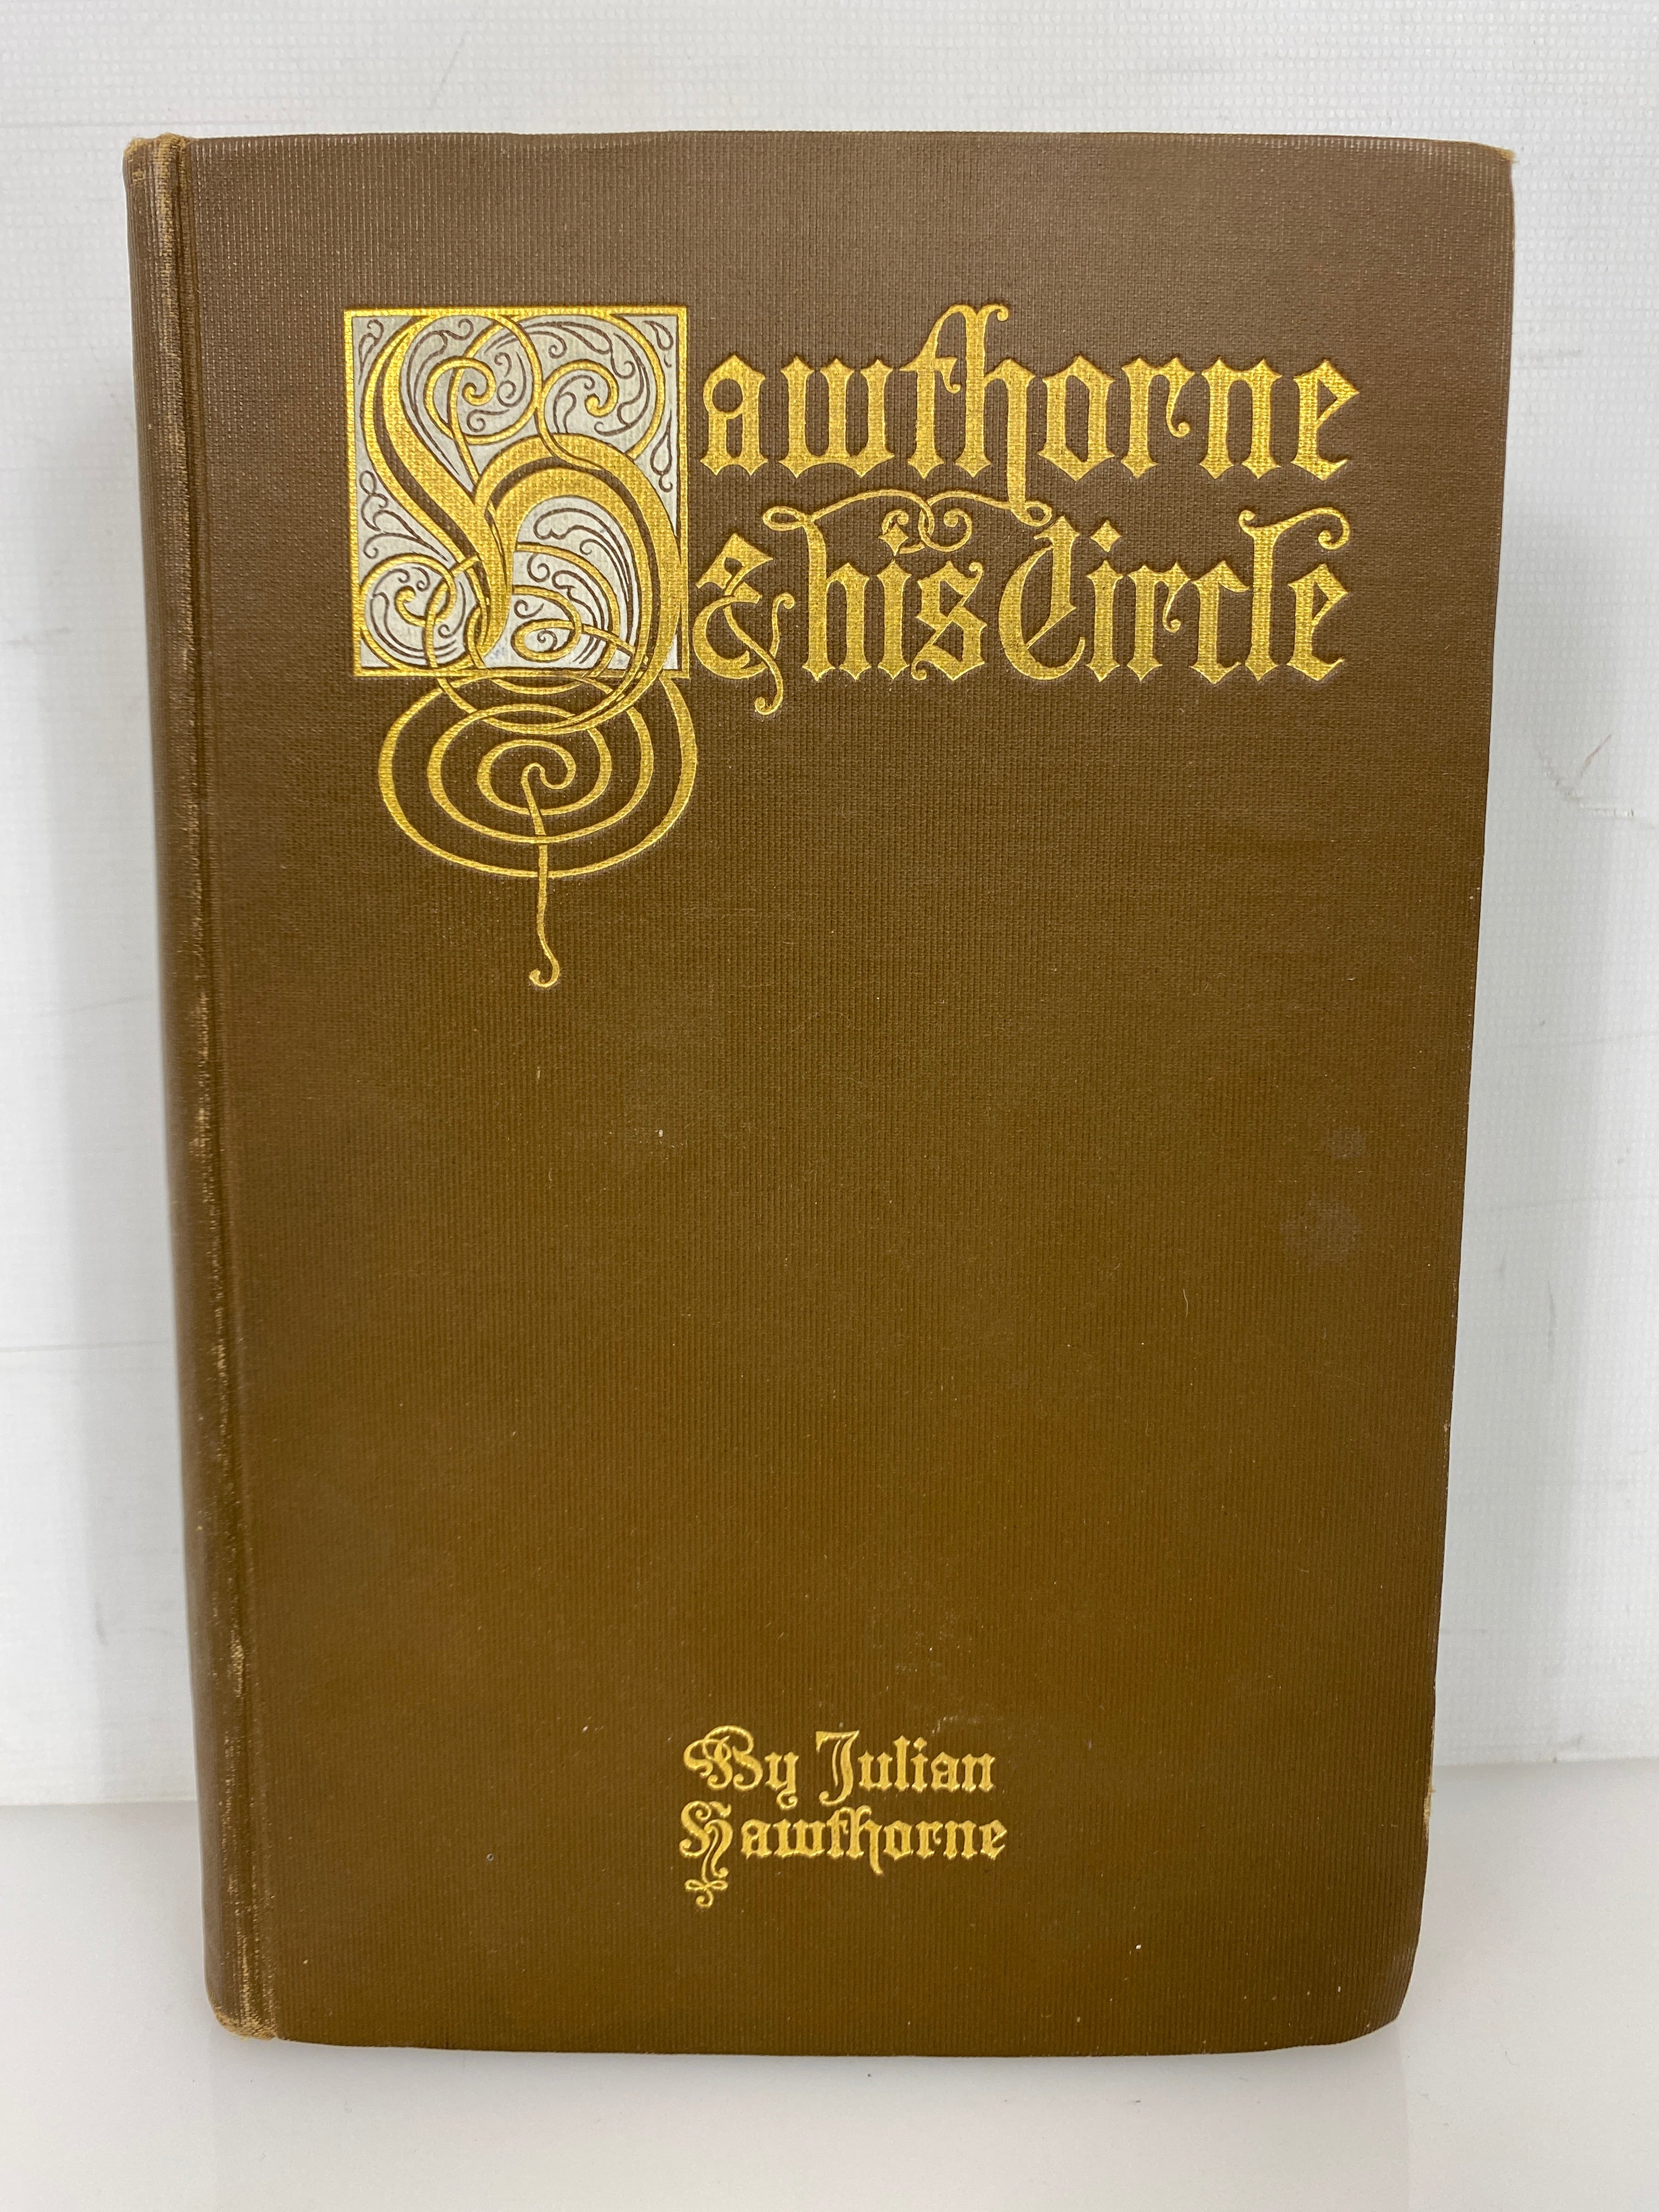 Hawthorne
& his Circle
By Julian
Hawthorne